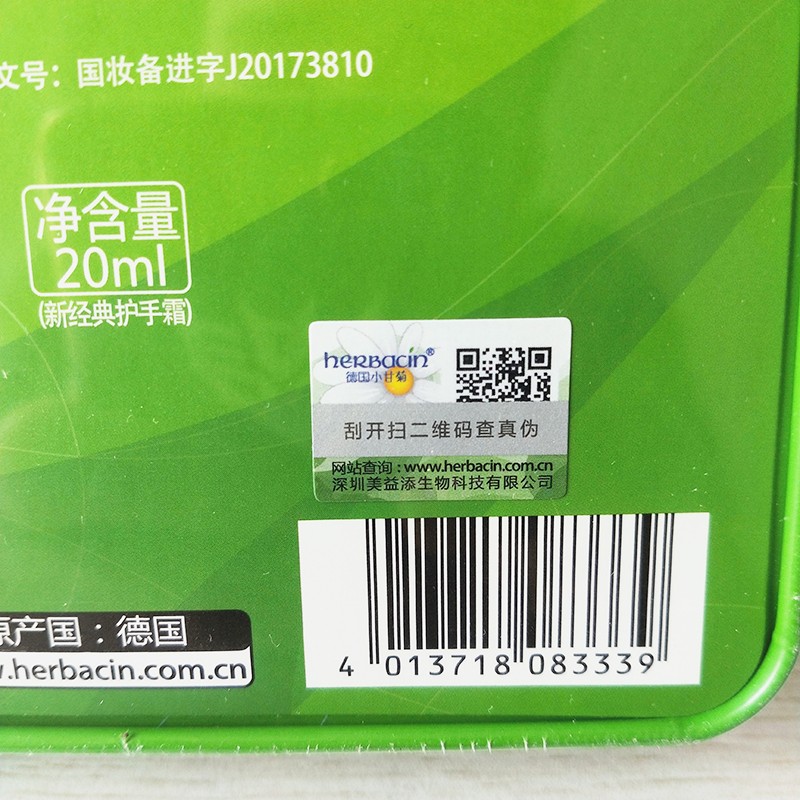 文号：国妆备进字J20173810
净含量
20ml
(新经典护手霜)
herbacin®
德国小甘菊
刮开扫二维码查真伪
网站查询：www.herbacin.com.cn
深圳美益添生物科技有限公司
原产国：德国
w.herbacin.com.cn
4 013718 083339